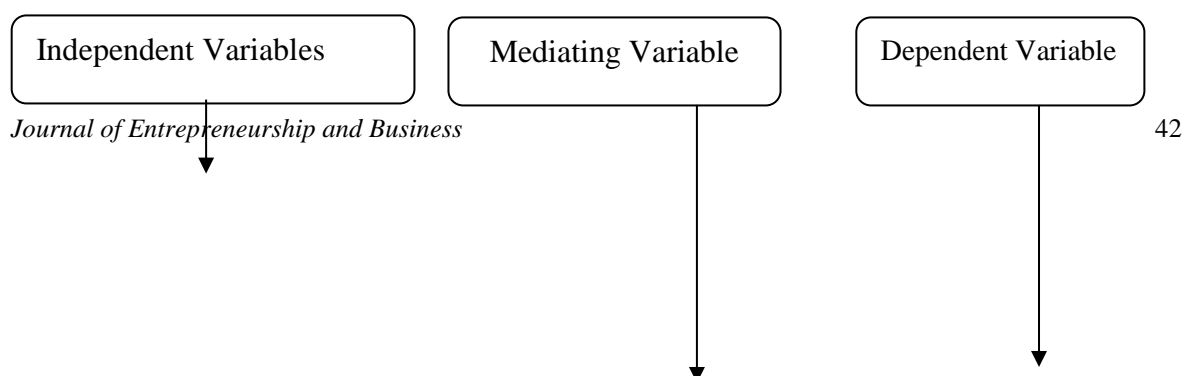 Independent Variables
Mediating Variable
Dependent Variable
Journal of Entrepreneurship and Business 42